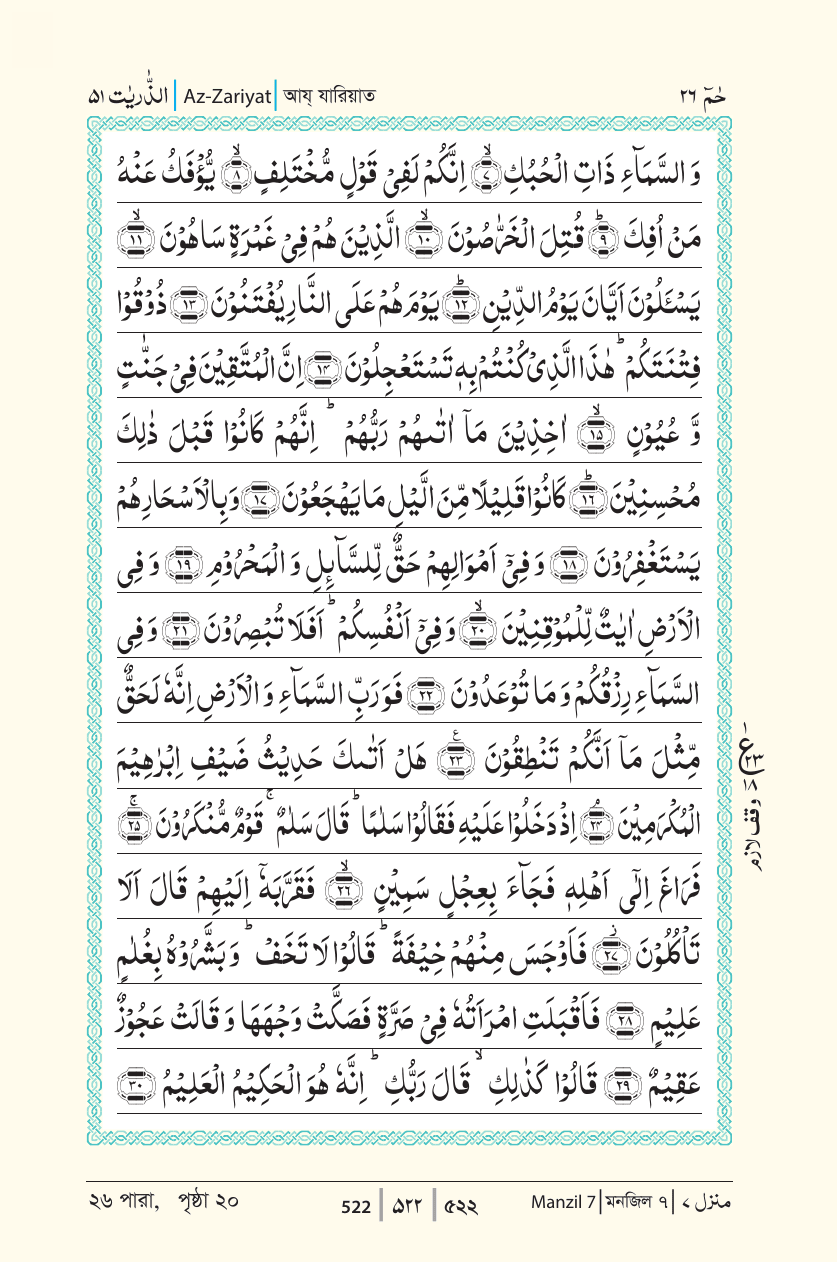 الذّٰريٰت ٥١ | Az-Zariyat | আয্ যারিয়াত حٰمٓ ٢٦
وَ السَّمَآءِ ذَاتِ الْحُبُكِ ۙ﴿٧﴾ اِنَّكُمْ لَفِیْ قَوْلٍ مُّخْتَلِفٍ ۙ﴿٨﴾ یُّؤْفَكُ عَنْهُ
مَنْ اُفِكَ ؕ﴿٩﴾ قُتِلَ الْخَرّٰصُوْنَ ۙ﴿١٠﴾ الَّذِیْنَ هُمْ فِیْ غَمْرَةٍ سَاهُوْنَ ۙ﴿١١﴾
یَسْـَٔلُوْنَ اَیَّانَ یَوْمُ الدِّیْنِ ؕ﴿١٢﴾ یَوْمَ هُمْ عَلَی النَّارِ یُفْتَنُوْنَ ﴿١٣﴾ ذُوْقُوْا
فِتْنَتَكُمْ ؕ هٰذَا الَّذِیْ كُنْتُمْ بِهٖ تَسْتَعْجِلُوْنَ ﴿١٤﴾ اِنَّ الْمُتَّقِیْنَ فِیْ جَنّٰتٍ
وَّ عُیُوْنٍ ۙ﴿١٥﴾ اٰخِذِیْنَ مَاۤ اٰتٰىهُمْ رَبُّهُمْ ؕ اِنَّهُمْ كَانُوْا قَبْلَ ذٰلِكَ
مُحْسِنِیْنَ ؕ﴿١٦﴾ كَانُوْا قَلِیْلًا مِّنَ الَّیْلِ مَا یَهْجَعُوْنَ ﴿١٧﴾ وَ بِالْاَسْحَارِ هُمْ
یَسْتَغْفِرُوْنَ ﴿١٨﴾ وَ فِیْۤ اَمْوَالِهِمْ حَقٌّ لِّلسَّآىِٕلِ وَ الْمَحْرُوْمِ ﴿١٩﴾ وَ فِی
الْاَرْضِ اٰیٰتٌ لِّلْمُوْقِنِیْنَ ۙ﴿٢٠﴾ وَ فِیْۤ اَنْفُسِكُمْ ؕ اَفَلَا تُبْصِرُوْنَ ﴿٢١﴾ وَ فِی
السَّمَآءِ رِزْقُكُمْ وَ مَا تُوْعَدُوْنَ ﴿٢٢﴾ فَوَرَبِّ السَّمَآءِ وَ الْاَرْضِ اِنَّهٗ لَحَقٌّ
مِّثْلَ مَاۤ اَنَّكُمْ تَنْطِقُوْنَ ۧ﴿٢٣﴾ هَلْ اَتٰىكَ حَدِیْثُ ضَیْفِ اِبْرٰهِیْمَ
الْمُكْرَمِیْنَ ۘ﴿٢٤﴾ اِذْ دَخَلُوْا عَلَیْهِ فَقَالُوْا سَلٰمًا ؕ قَالَ سَلٰمٌ ۚ قَوْمٌ مُّنْكَرُوْنَ ۚ﴿٢٥﴾
فَرَاغَ اِلٰۤی اَهْلِهٖ فَجَآءَ بِعِجْلٍ سَمِیْنٍ ۙ﴿٢٦﴾ فَقَرَّبَهٗۤ اِلَیْهِمْ قَالَ اَلَا
تَاْكُلُوْنَ ؗ﴿٢٧﴾ فَاَوْجَسَ مِنْهُمْ خِیْفَةً ؕ قَالُوْا لَا تَخَفْ ؕ وَ بَشَّرُوْهُ بِغُلٰمٍ
عَلِیْمٍ ﴿٢٨﴾ فَاَقْبَلَتِ امْرَاَتُهٗ فِیْ صَرَّةٍ فَصَكَّتْ وَجْهَهَا وَ قَالَتْ عَجُوْزٌ
عَقِیْمٌ ﴿٢٩﴾ قَالُوْا كَذٰلِكِ ۙ قَالَ رَبُّكِ ؕ اِنَّهٗ هُوَ الْحَكِیْمُ الْعَلِیْمُ ﴿٣٠﴾
١
ع
٢٣
١٨
وقف لازم
২৬ পারা, পৃষ্ঠা ২০ 522 | ۵۲۲ | ৫২২ Manzil 7 | মনজিল ৭ | منزل ٧